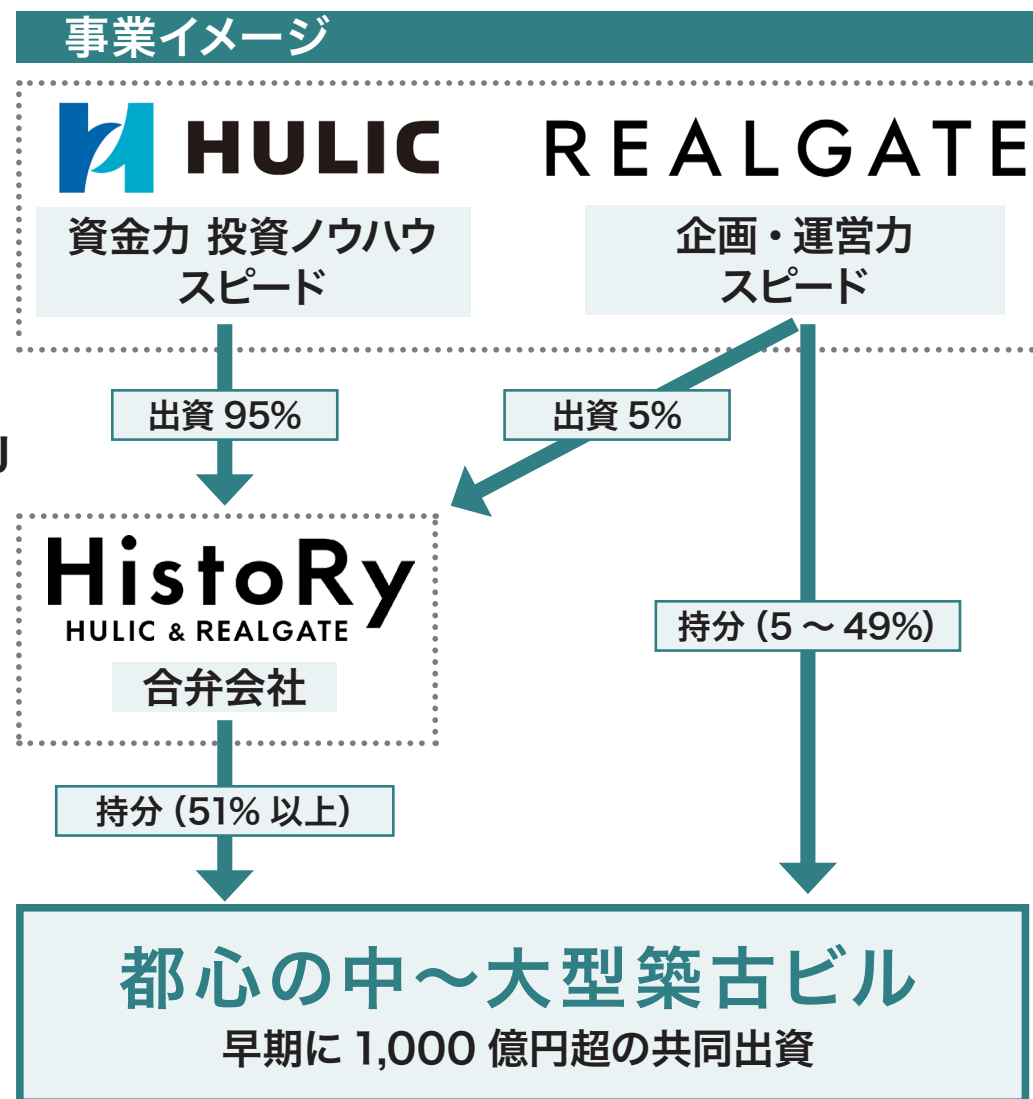 事業イメージ
HULIC
REALGATE
資金力 投資ノウハウ
スピード
企画・運営力
スピード
出資 95%
出資 5%
HistoRy
HULIC & REALGATE
合弁会社
持分（5 ～ 49%）
持分（51% 以上）
都心の中～大型築古ビル
早期に 1,000 億円超の共同出資